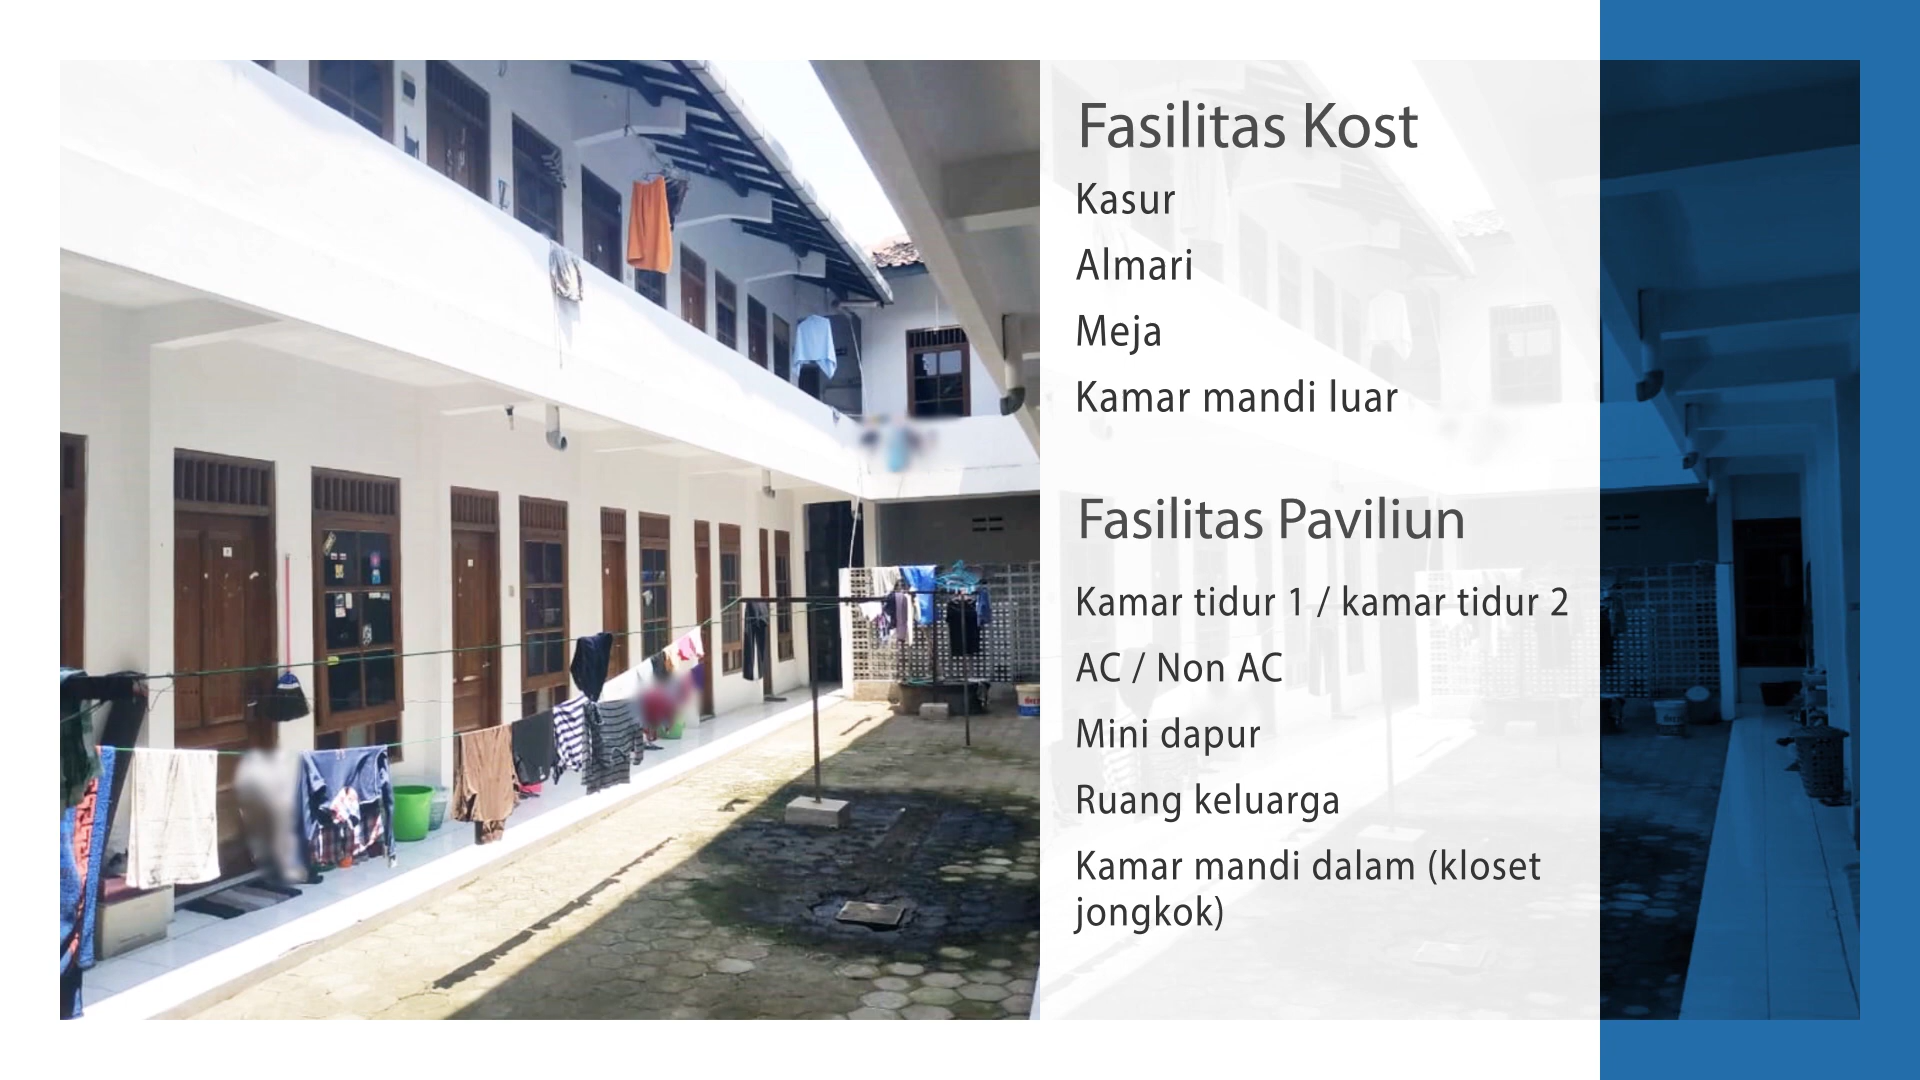 Fasilitas Kost
Kasur
Almari
Meja
Kamar mandi luar
Fasilitas Paviliun
Kamar tidur 1 / kamar tidur 2
AC / Non AC
Mini dapur
Ruang keluarga
Kamar mandi dalam (kloset
jongkok)